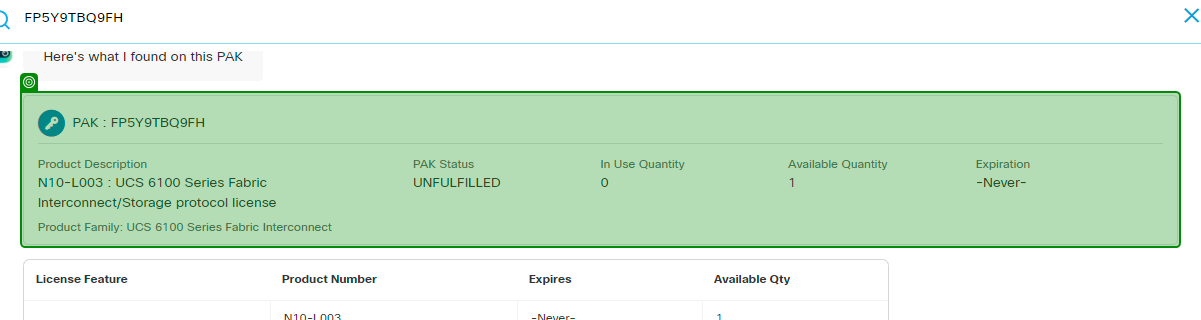 FP5Y9TBQ9FH
Here's what I found on this PAK
PAK : FP5Y9TBQ9FH
Product Description
PAK Status
In Use Quantity
Available Quantity
Expiration
N10-L003 : UCS 6100 Series Fabric
Interconnect/Storage protocol license
UNFULFILLED
0
1
-Never-
Product Family: UCS 6100 Series Fabric Interconnect
License Feature
Product Number
Expires
Available Qty
N10-L003
-Never-
1